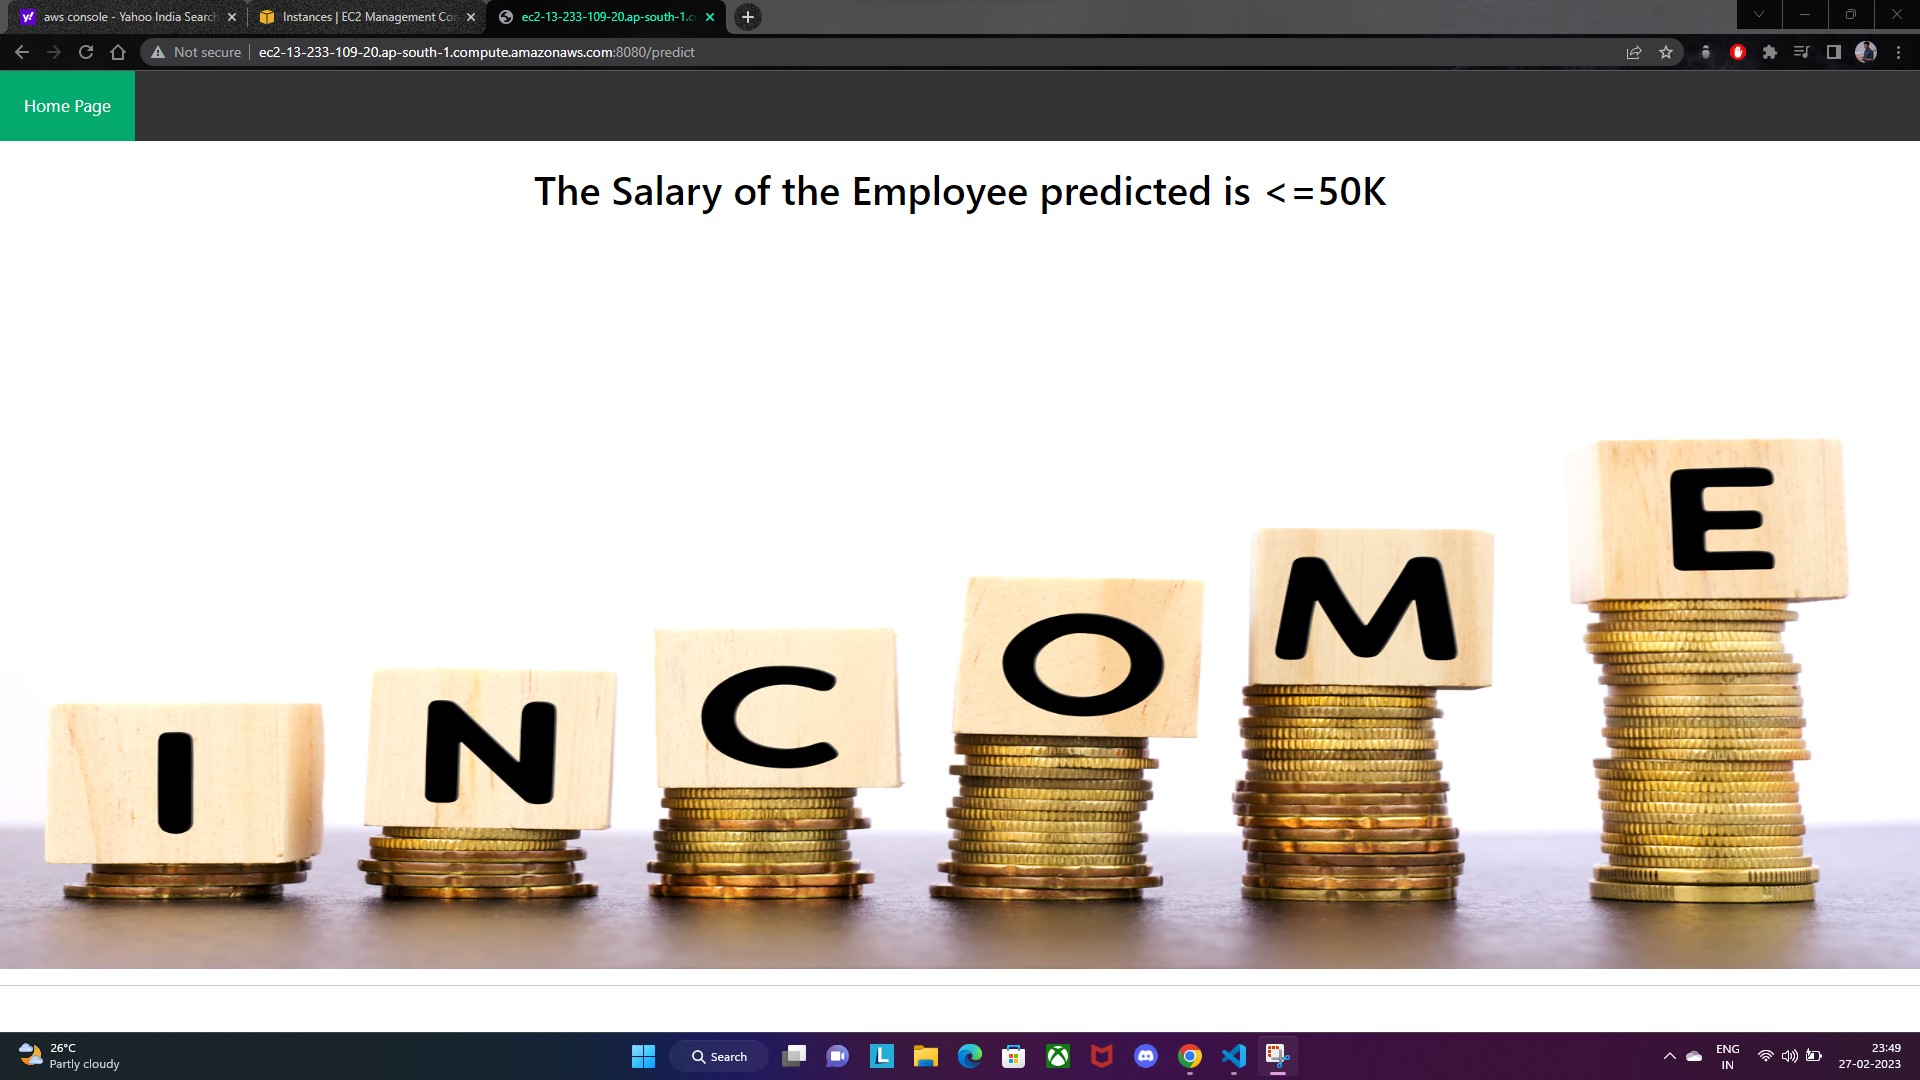 aws console - Yahoo India Search
Instances | EC2 Management Con
ec2-13-233-109-20.ap-south-1.c
Not secure
ec2-13-233-109-20.ap-south-1.compute.amazonaws.com:8080/predict
Home Page
The Salary of the Employee predicted is <=50K
I N C O M E
26°C
Partly cloudy
Search
ENG
IN
23:49
27-02-2023